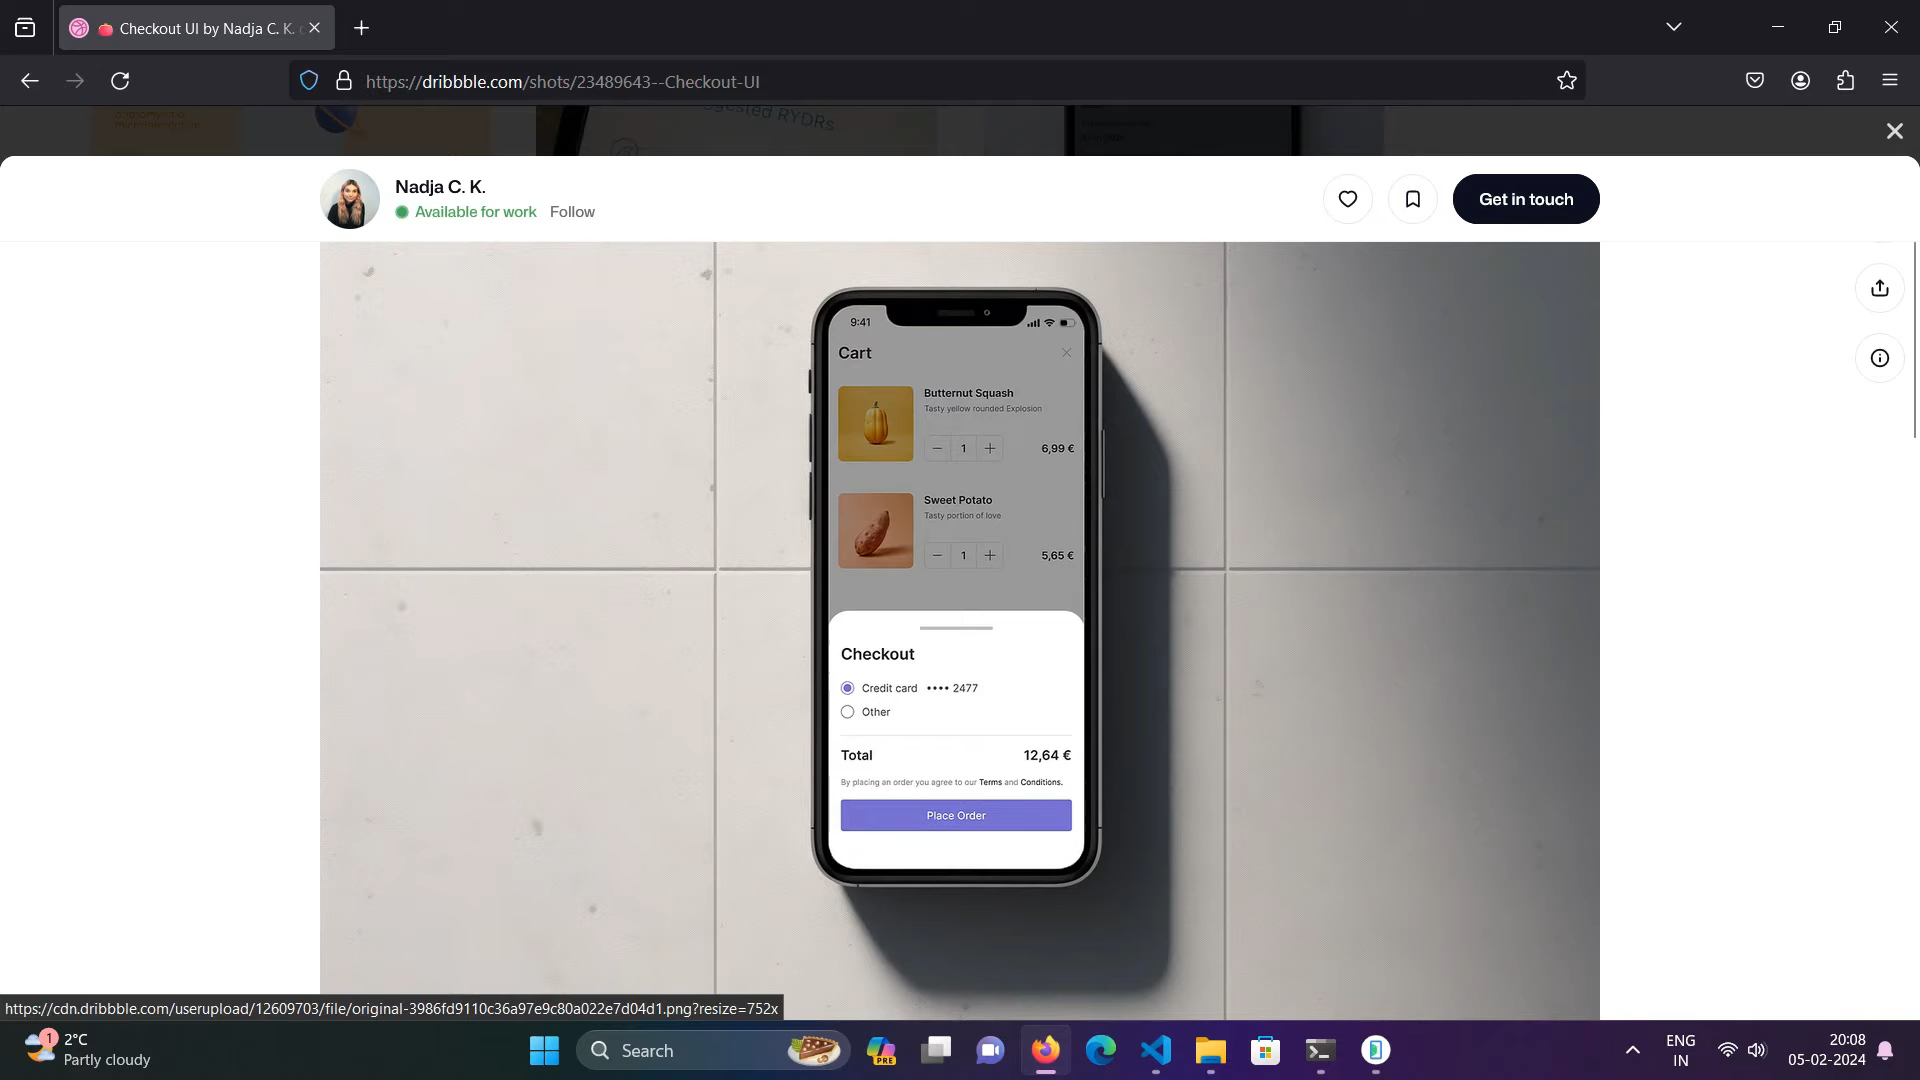 Checkout UI by Nadja C. K.
https://dribbble.com/shots/23489643--Checkout-UI
gested RYDRs
Nadja C. K.
Available for work Follow
Get in touch
9:41
Cart
Butternut Squash
Tasty yellow rounded Explosion
1
6,99 €
Sweet Potato
Tasty portion of love
1
5,65 €
Checkout
Credit card •••• 2477
Other
Total 12,64 €
By placing an order you agree to our Terms and Conditions.
Place Order
https://cdn.dribbble.com/userupload/12609703/file/original-3986fd9110c36a97e9c80a022e7d04d1.png?resize=752x
1
2°C
Partly cloudy
Search
PRE
ENG
IN
20:08
05-02-2024